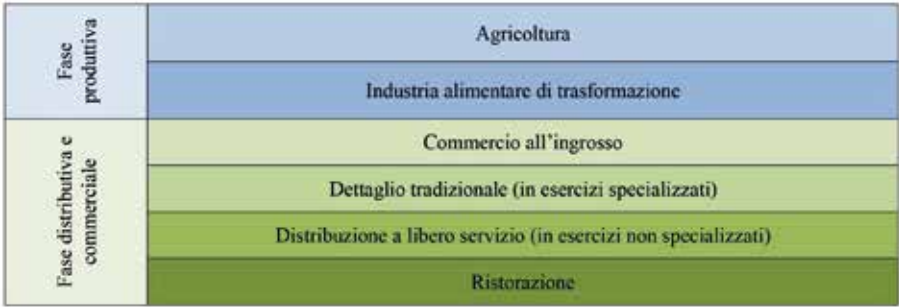 Fase
produttiva
Agricoltura
Industria alimentare di trasformazione
Fase distributiva e
commerciale
Commercio all'ingrosso
Dettaglio tradizionale (in esercizi specializzati)
Distribuzione a libero servizio (in esercizi non specializzati)
Ristorazione